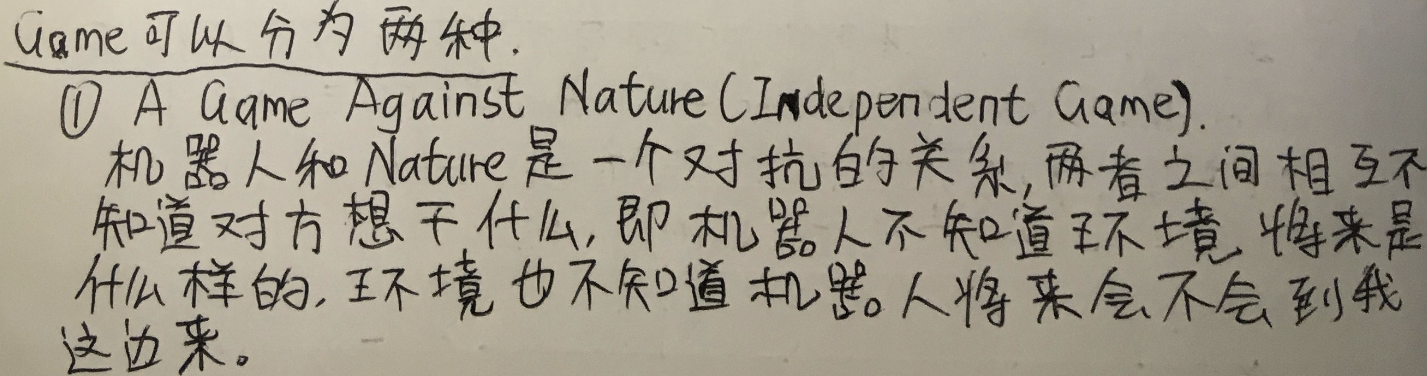 Game可以分为两种.
① A Game Against Nature(Independent Game).
机器人和Nature是一个对抗的关系,两者之间相互不
知道对方想干什么,即机器人不知道环境将来是
什么样的,环境也不知道机器人将来会不会到我
这边来。